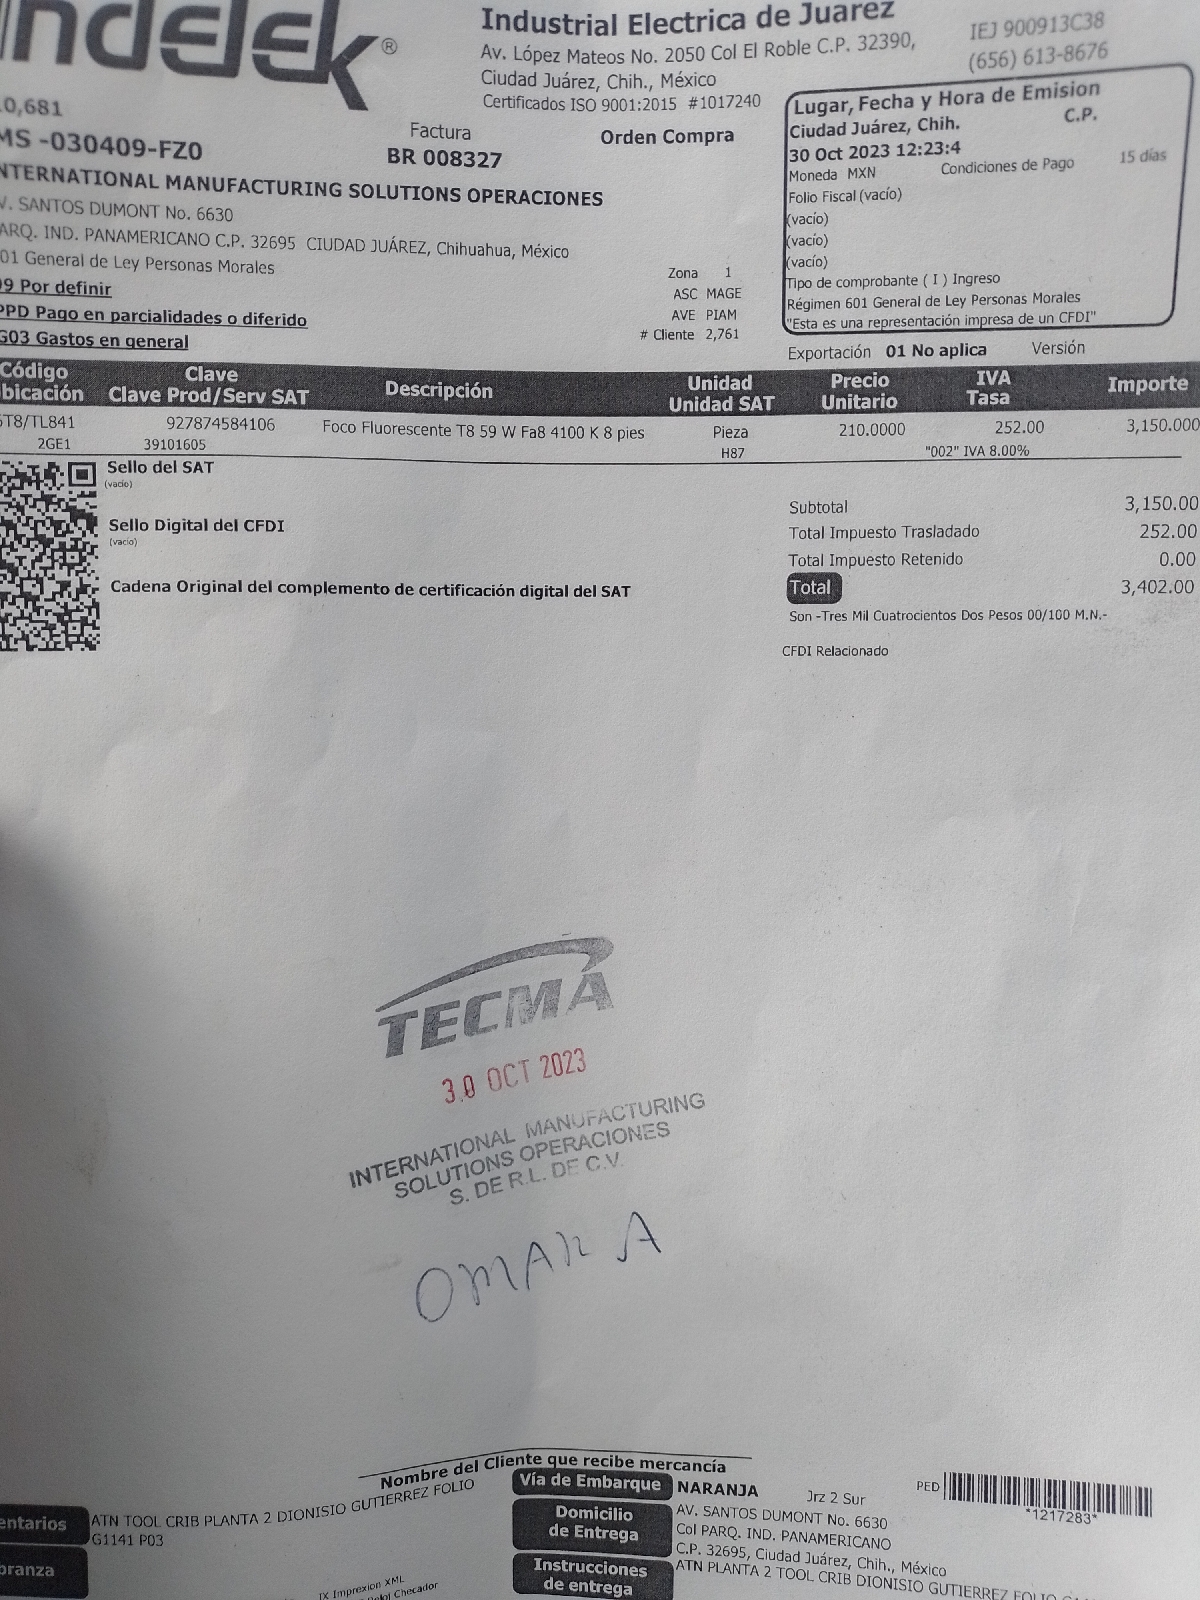 Indelek®
Industrial Electrica de Juarez
Av. López Mateos No. 2050 Col El Roble C.P. 32390,
Ciudad Juárez, Chih., México
Certificados ISO 9001:2015 #1017240
IEJ 900913C38
(656) 613-8676
0,681
MS -030409-FZ0
Factura
BR 008327
Orden Compra
Lugar, Fecha y Hora de Emision
Ciudad Juárez, Chih. C.P.
30 Oct 2023 12:23:4
Moneda MXN Condiciones de Pago 15 días
Folio Fiscal (vacío)
(vacío)
(vacío)
(vacío)
Tipo de comprobante ( I ) Ingreso
Régimen 601 General de Ley Personas Morales
"Esta es una representación impresa de un CFDI"
NTERNATIONAL MANUFACTURING SOLUTIONS OPERACIONES
V. SANTOS DUMONT No. 6630
ARQ. IND. PANAMERICANO C.P. 32695 CIUDAD JUÁREZ, Chihuahua, México
01 General de Ley Personas Morales
9 Por definir
PPD Pago en parcialidades o diferido
G03 Gastos en general
Zona 1
ASC MAGE
AVE PIAM
# Cliente 2,761
Exportación 01 No aplica Versión
Código Clave Descripción Unidad Precio IVA Importe
bicación Clave Prod/Serv SAT Unidad SAT Unitario Tasa
5T8/TL841 927874584106 Foco Fluorescente T8 59 W Fa8 4100 K 8 pies Pieza 210.0000 252.00 3,150.000
2GE1 39101605 H87 "002" IVA 8.00%
Sello del SAT
(vacío)
Sello Digital del CFDI
(vacío)
Cadena Original del complemento de certificación digital del SAT
Subtotal 3,150.00
Total Impuesto Trasladado 252.00
Total Impuesto Retenido 0.00
Total 3,402.00
Son -Tres Mil Cuatrocientos Dos Pesos 00/100 M.N.-
CFDI Relacionado
TECMA
30 OCT 2023
INTERNATIONAL MANUFACTURING
SOLUTIONS OPERACIONES
S. DE R.L. DE C.V.
OMAR A
Nombre del Cliente que recibe mercancía
entarios
ATN TOOL CRIB PLANTA 2 DIONISIO GUTIERREZ FOLIO
G1141 P03
branza
Vía de Embarque NARANJA Jrz 2 Sur
Domicilio de Entrega
AV. SANTOS DUMONT No. 6630
Col PARQ. IND. PANAMERICANO
C.P. 32695, Ciudad Juárez, Chih., México
Instrucciones de entrega
ATN PLANTA 2 TOOL CRIB DIONISIO GUTIERREZ FOLIO
PED
*1217283*
IX Imprexion XML
Checador